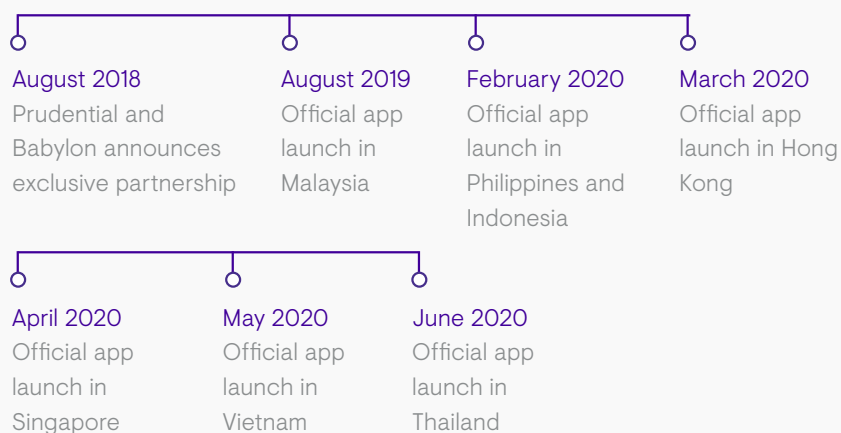 August 2018
Prudential and
Babylon announces
exclusive partnership
August 2019
Official app
launch in
Malaysia
February 2020
Official app
launch in
Philippines and
Indonesia
March 2020
Official app
launch in Hong
Kong
April 2020
Official app
launch in
Singapore
May 2020
Official app
launch in
Vietnam
June 2020
Official app
launch in
Thailand